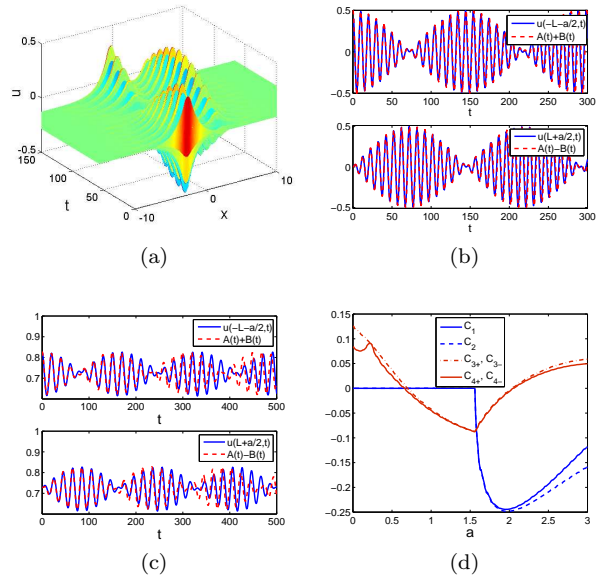 0.5
0
-0.5
u
150
100
50
0
t
-10
0
10
x
(a)
0.5
0
-0.5
0 50 100 150 200 250 300
t
u(-L-a/2,t)
A(t)+B(t)
0.5
0
-0.5
0 50 100 150 200 250 300
t
u(L+a/2,t)
A(t)-B(t)
(b)
1
0.9
0.8
0.7
0 100 200 300 400 500
t
u(-L-a/2,t)
A(t)+B(t)
1
0.9
0.8
0.7
0 100 200 300 400 500
t
u(L+a/2,t)
A(t)-B(t)
(c)
0.15
0.1
0.05
0
-0.05
-0.1
-0.15
-0.2
-0.25
0 0.5 1 1.5 2 2.5 3
a
C1
C2
C3+, C3-
C4+, C4-
(d)